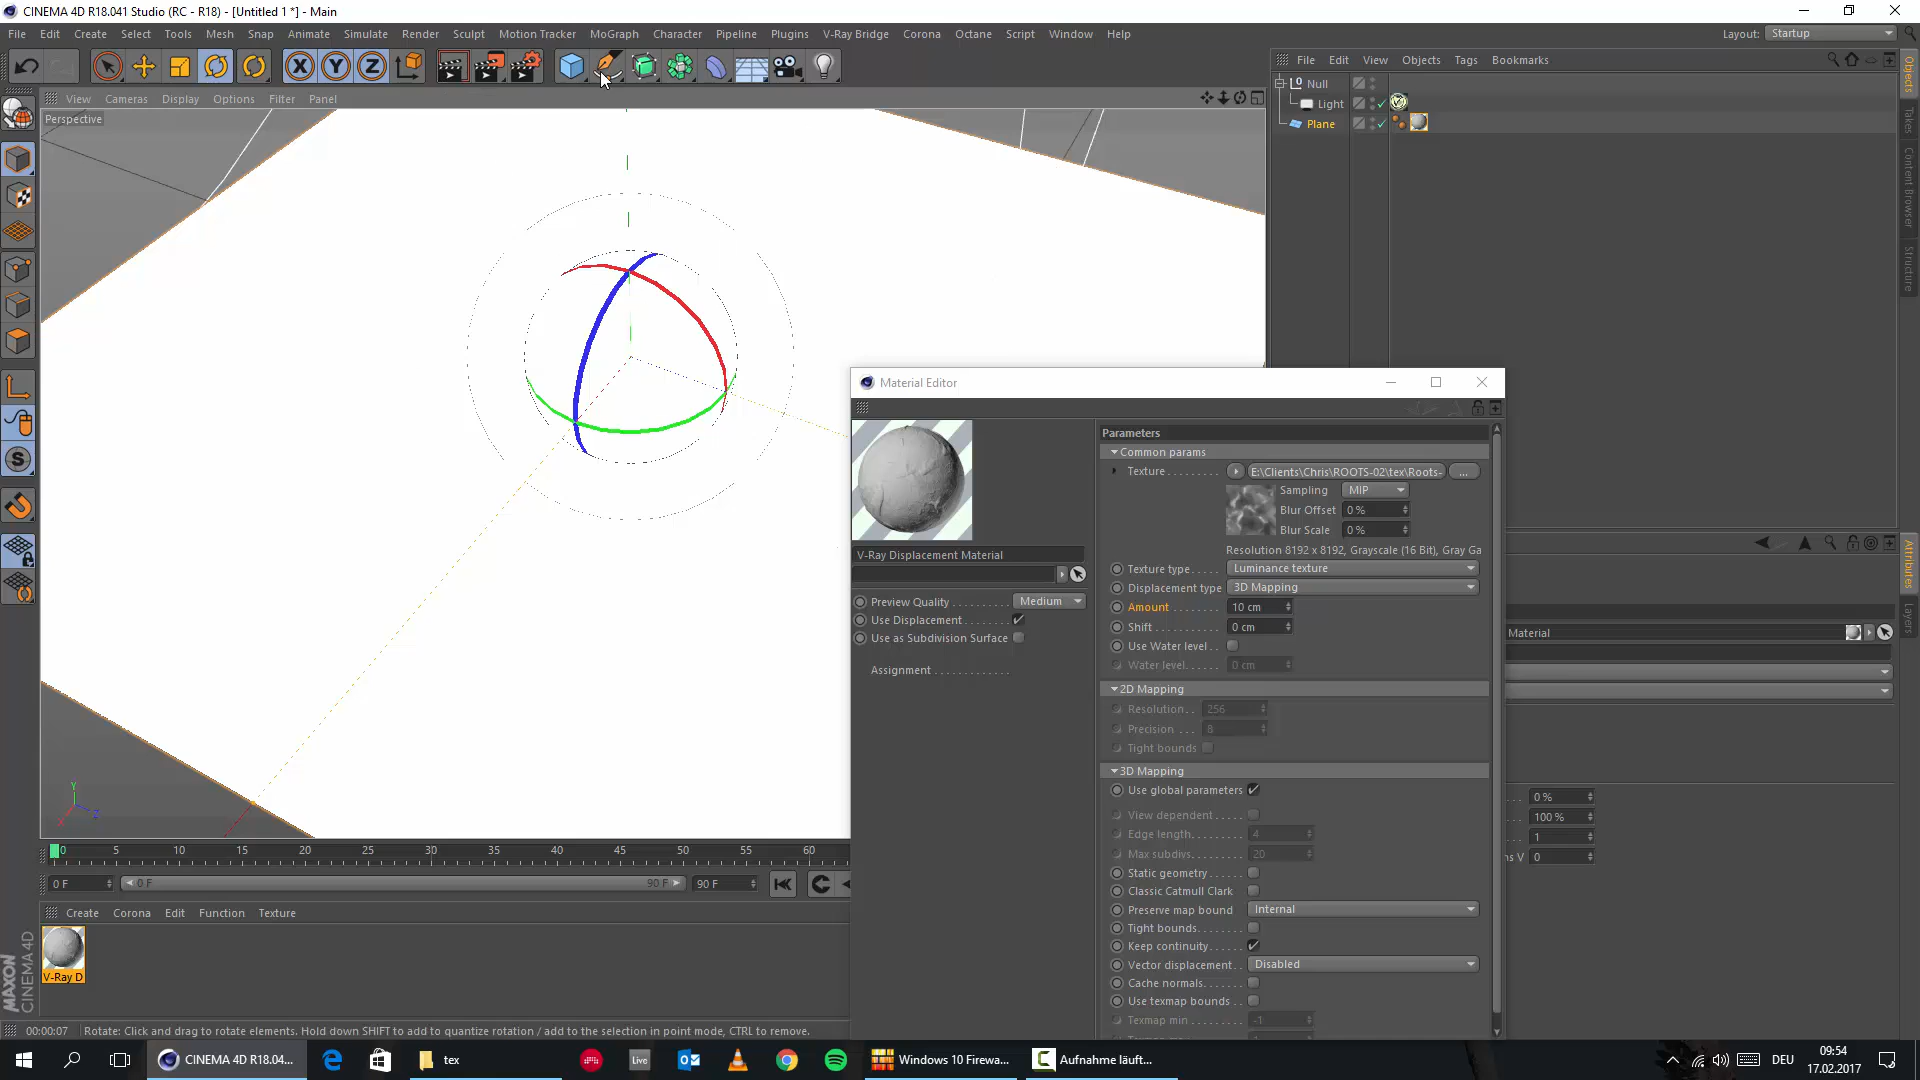 CINEMA 4D R18.041 Studio (RC - R18) - [Untitled 1 *] - Main
File Edit Create Select Tools Mesh Snap Animate Simulate Render Sculpt Motion Tracker MoGraph Character Pipeline Plugins V-Ray Bridge Corona Octane Script Window Help
Layout: Startup
X Y Z
File Edit View Objects Tags Bookmarks
View Cameras Display Options Filter Panel
Perspective
Null
Light
Plane
Objects
Takes
Content Browser
Structure
Material Editor
Parameters
Common params
Texture E:\Clients\Chris\ROOTS-02\tex\Roots- ...
Sampling MIP
Blur Offset 0 %
Blur Scale 0 %
Resolution 8192 x 8192, Grayscale (16 Bit), Gray Ga
V-Ray Displacement Material
Texture type Luminance texture
Displacement type 3D Mapping
Amount 10 cm
Shift 0 cm
Use Water level
Water level 0 cm
Preview Quality Medium
Use Displacement
Use as Subdivision Surface
Assignment
2D Mapping
Resolution 256
Precision 8
Tight bounds
3D Mapping
Use global parameters
View dependent
Edge length 4
Max subdivs 20
Static geometry
Classic Catmull Clark
Preserve map bound Internal
Tight bounds
Keep continuity
Vector displacement Disabled
Cache normals
Use texmap bounds
Texmap min -1
Attributes
Layers
Material
0 %
100 %
1
ns V 0
Y
Z
X
0 5 10 15 20 25 30 35 40 45 50 55 60
0 F 0 F 90 F 90 F
Create Corona Edit Function Texture
V-Ray D
MAXON CINEMA 4D
00:00:07 Rotate: Click and drag to rotate elements. Hold down SHIFT to add to quantize rotation / add to the selection in point mode, CTRL to remove.
CINEMA 4D R18.04...
tex
Live
Windows 10 Firewa...
Aufnahme läuft...
DEU
09:54
17.02.2017